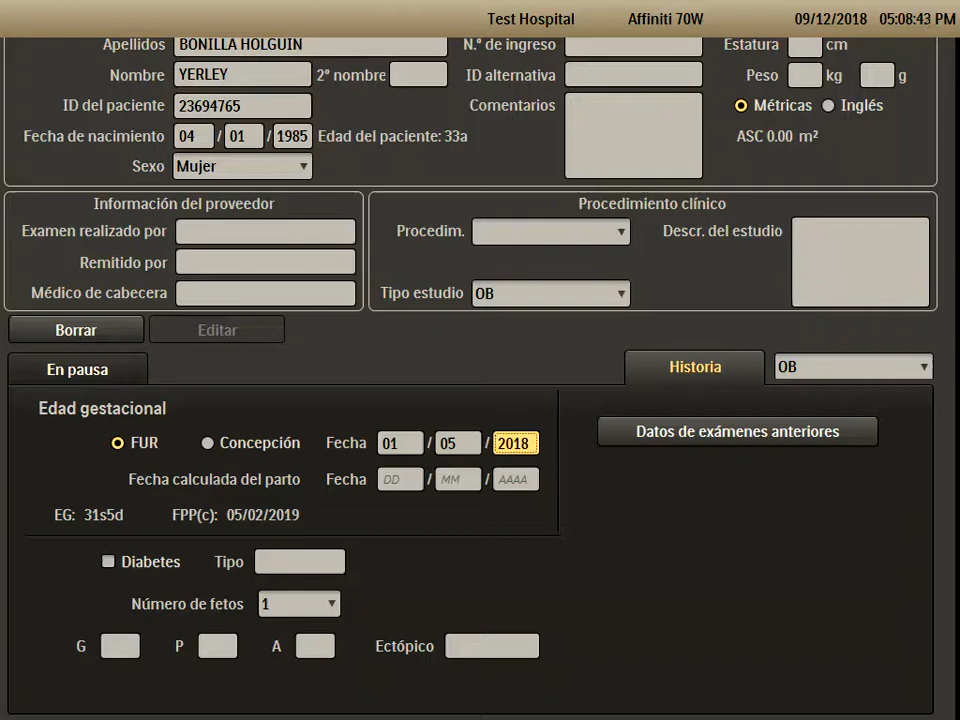 Test Hospital Affiniti 70W 09/12/2018 05:08:43 PM
Apellidos BONILLA HOLGUIN N.º de ingreso Estatura cm
Nombre YERLEY 2º nombre ID alternativa Peso kg g
ID del paciente 23694765 Comentarios Métricas Inglés
Fecha de nacimiento 04 / 01 / 1985 Edad del paciente: 33a ASC 0.00 m²
Sexo Mujer
Información del proveedor Procedimiento clínico
Examen realizado por Procedim. Descr. del estudio
Remitido por
Médico de cabecera Tipo estudio OB
Borrar Editar
En pausa Historia OB
Edad gestacional
FUR Concepción Fecha 01 / 05 / 2018 Datos de exámenes anteriores
Fecha calculada del parto Fecha DD / MM / AAAA
EG: 31s5d FPP(c): 05/02/2019
Diabetes Tipo
Número de fetos 1
G P A Ectópico